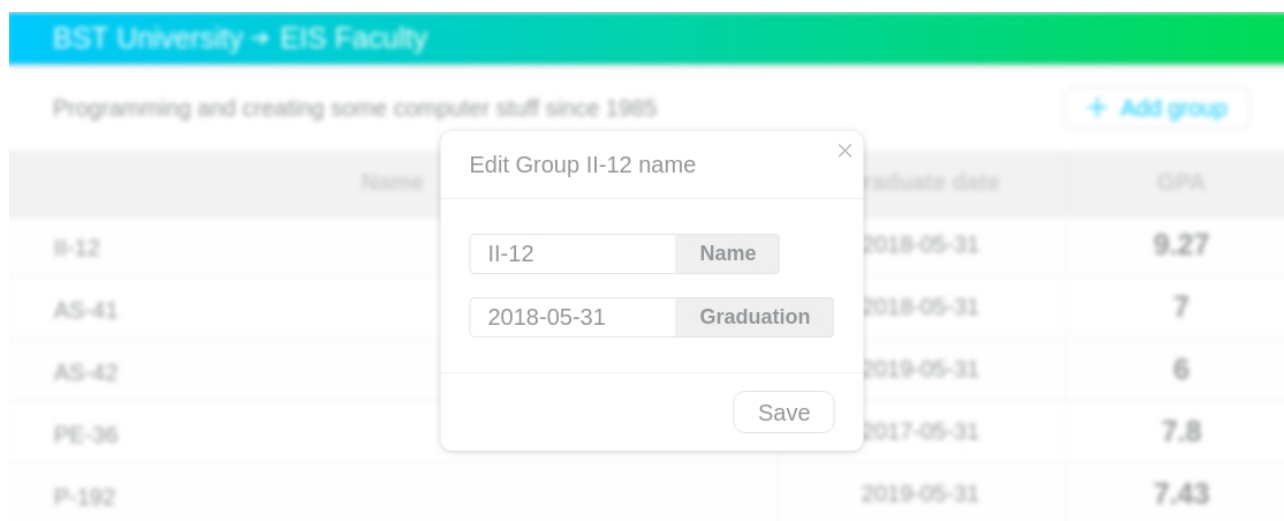 BST University → EIS Faculty
Programming and creating some computer stuff since 1985
+ Add group
Edit Group II-12 name
×
Name
raduate date
GPA
II-12
Name
2018-05-31
Graduation
Save
II-12
2018-05-31
9.27
AS-41
2018-05-31
7
AS-42
2019-05-31
6
PE-36
2017-05-31
7.8
P-192
2019-05-31
7.43